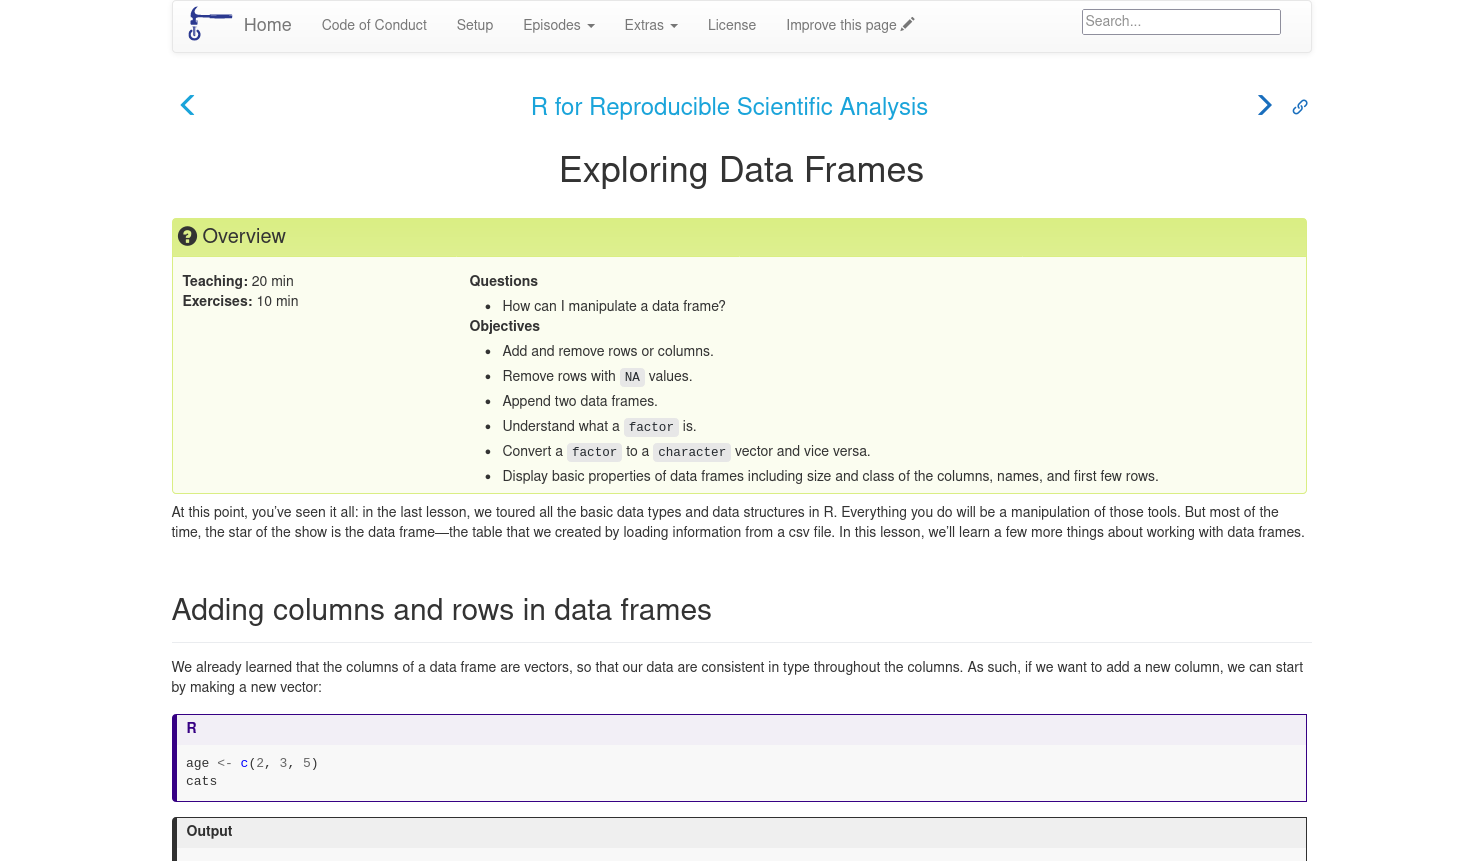 Home Code of Conduct Setup Episodes Extras License Improve this page Search...
R for Reproducible Scientific Analysis
Exploring Data Frames
Overview
Teaching: 20 min
Exercises: 10 min
Questions
How can I manipulate a data frame?
Objectives
Add and remove rows or columns.
Remove rows with NA values.
Append two data frames.
Understand what a factor is.
Convert a factor to a character vector and vice versa.
Display basic properties of data frames including size and class of the columns, names, and first few rows.
At this point, you’ve seen it all: in the last lesson, we toured all the basic data types and data structures in R. Everything you do will be a manipulation of those tools. But most of the
time, the star of the show is the data frame—the table that we created by loading information from a csv file. In this lesson, we’ll learn a few more things about working with data frames.
Adding columns and rows in data frames
We already learned that the columns of a data frame are vectors, so that our data are consistent in type throughout the columns. As such, if we want to add a new column, we can start
by making a new vector:
R
age <- c(2, 3, 5)
cats
Output